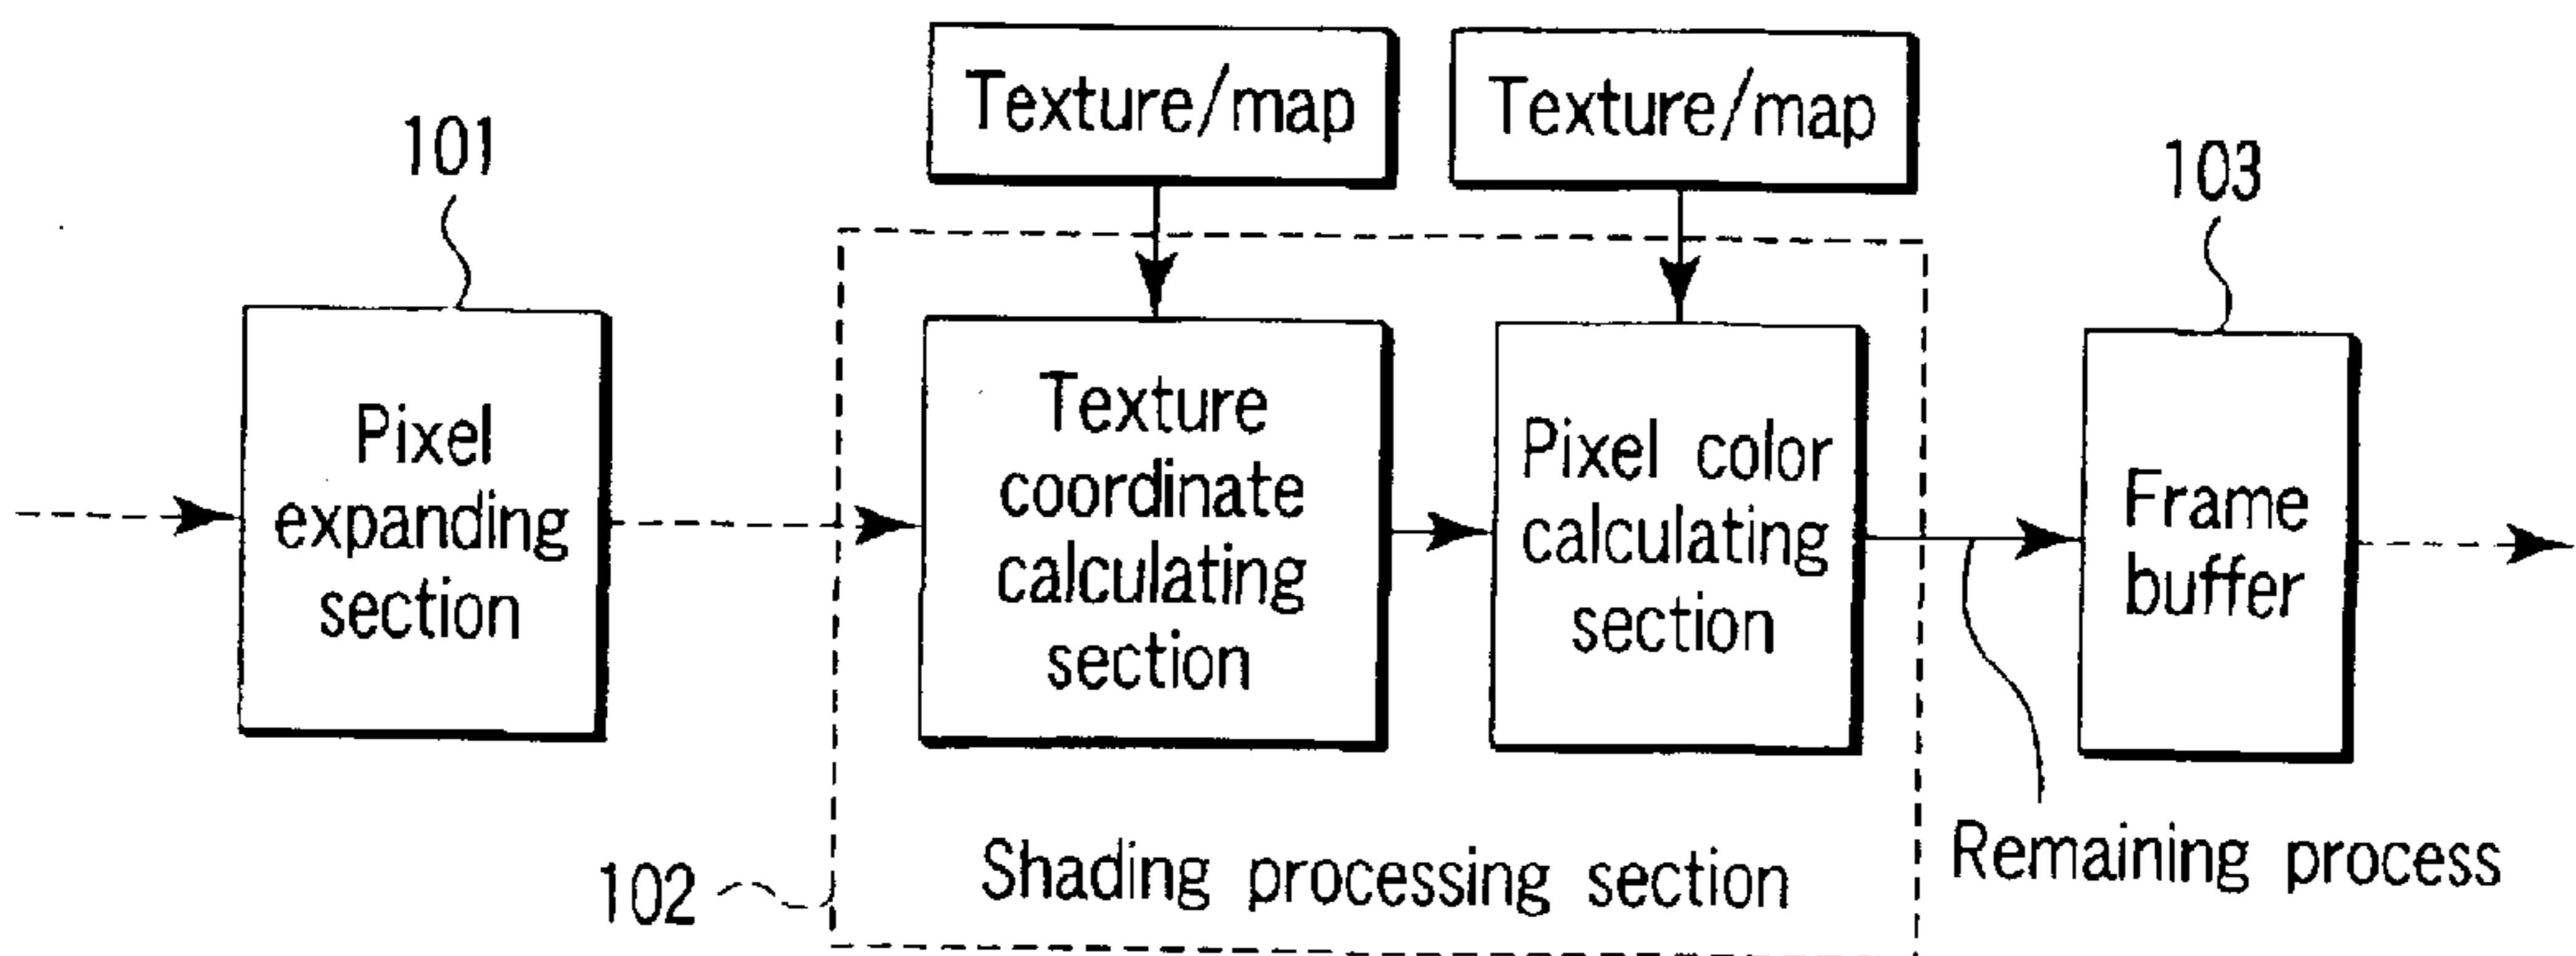 Texture/map
Texture/map
101
103
Pixel
expanding
section
Texture
coordinate
calculating
section
Pixel color
calculating
section
Frame
buffer
102
Shading processing section
Remaining process